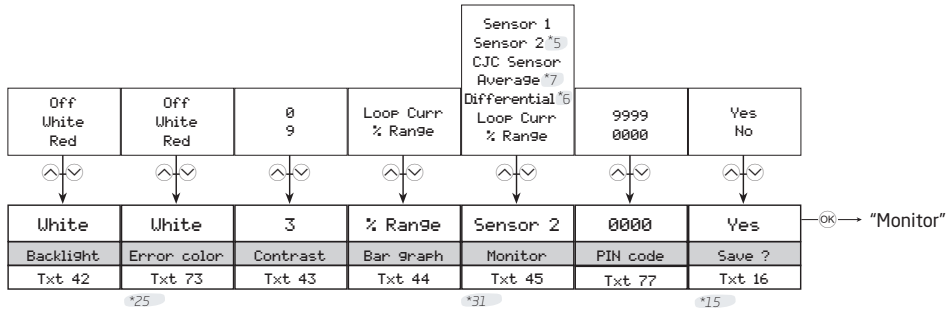 Sensor 1
Sensor 2 *5
CJC Sensor
Average *7
Differential *6
Loop Curr
% Range
Off
White
Red
Off
White
Red
0
9
Loop Curr
% Range
9999
0000
Yes
No
White
White
3
% Range
Sensor 2
0000
Yes
OK
"Monitor"
Backlight
Error color
Contrast
Bar graph
Monitor
PIN code
Save ?
Txt 42
Txt 73
Txt 43
Txt 44
Txt 45
Txt 77
Txt 16
*25
*31
*15